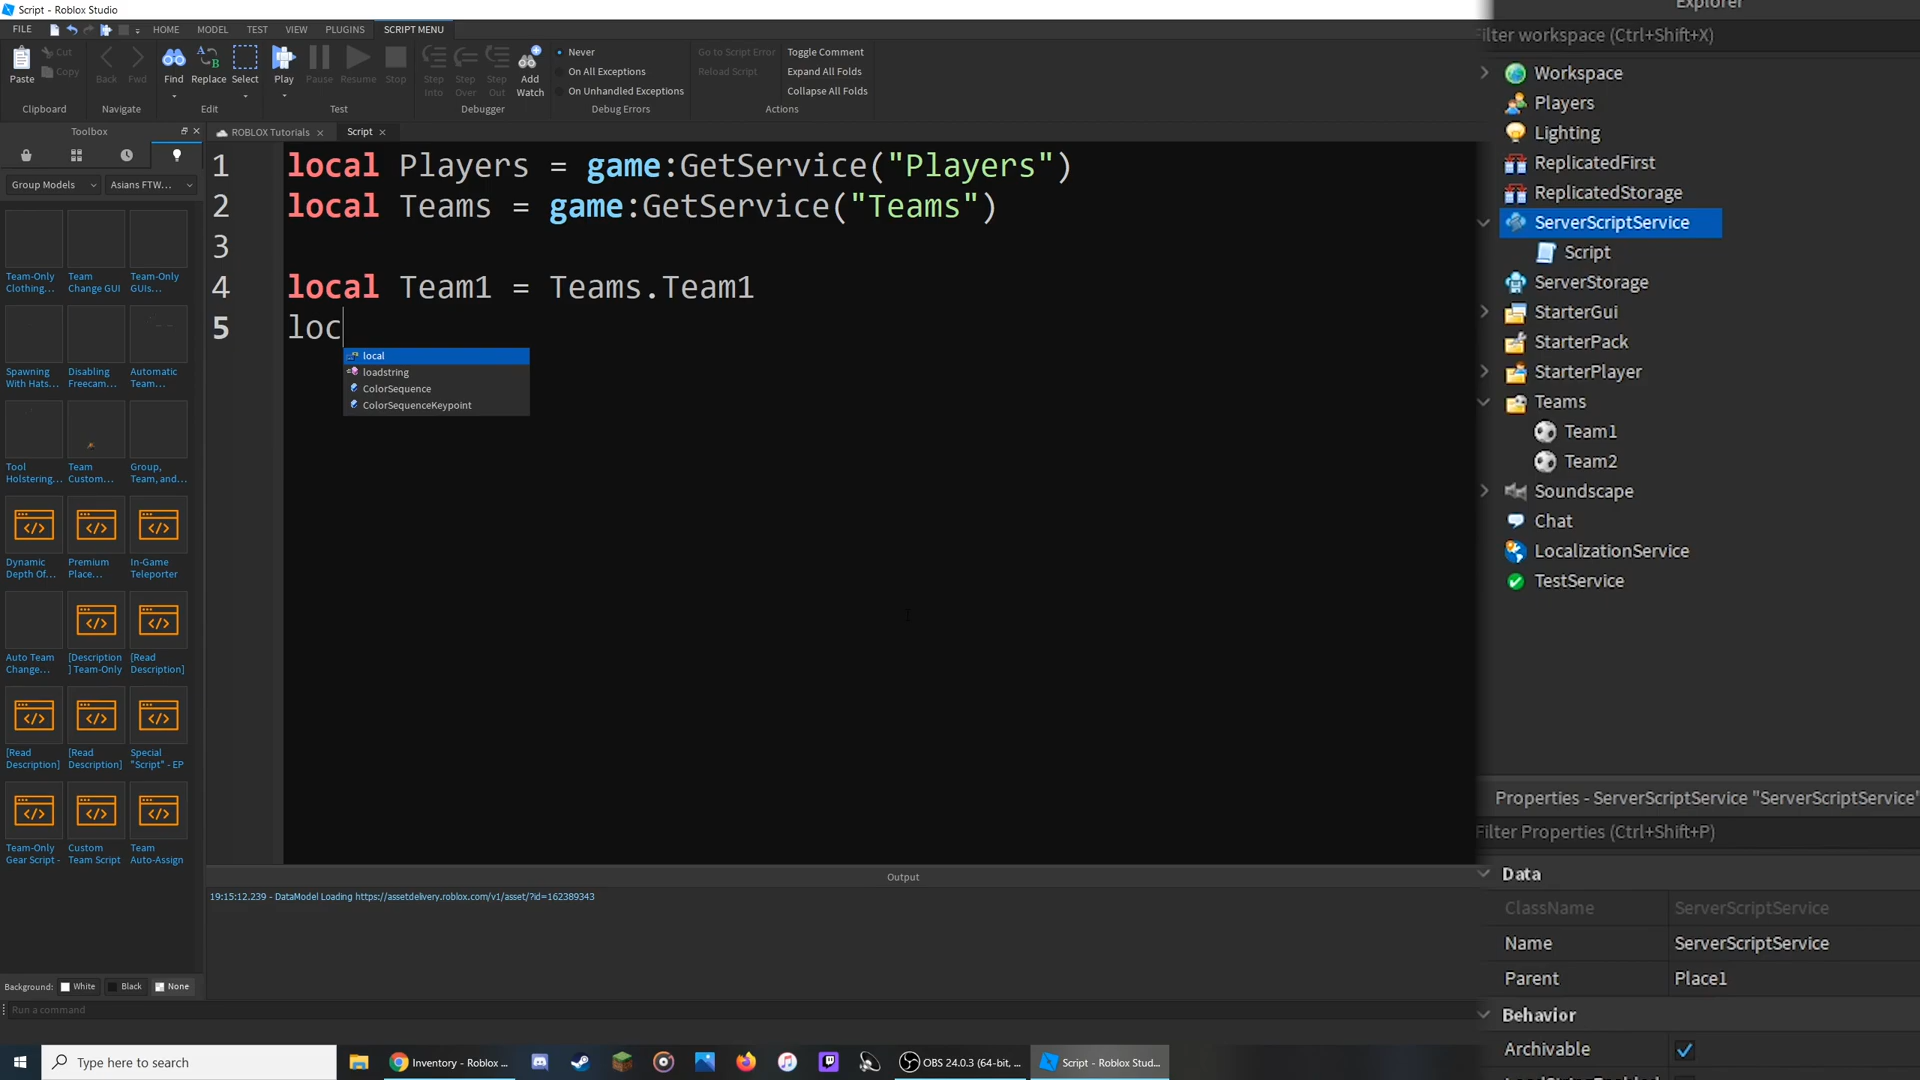 Script - Roblox Studio
FILE HOME MODEL TEST VIEW PLUGINS SCRIPT MENU
Paste
Cut
Copy
Clipboard
Back Fwd
Navigate
Find Replace Select
Edit
Play Pause Resume Stop
Test
Step Into
Step Over
Step Out
Add Watch
Debugger
Never
On All Exceptions
On Unhandled Exceptions
Debug Errors
Go to Script Error
Reload Script
Toggle Comment
Expand All Folds
Collapse All Folds
Actions
Toolbox
ROBLOX Tutorials
Script
Group Models
Asians FTW...
Team-Only Clothing...
Team Change GUI
Team-Only GUIs...
Spawning With Hats...
Disabling Freecam...
Automatic Team...
Tool Holstering...
Team Custom...
Group, Team, and...
Dynamic Depth Of...
Premium Place...
In-Game Teleporter
Auto Team Change...
[Description] Team-Only
[Read Description]
[Read Description]
[Read Description]
Special "Script" - EP
Team-Only Gear Script -
Custom Team Script
Team Auto-Assign
Background: White Black None
Run a command
1 local Players = game:GetService("Players")
2 local Teams = game:GetService("Teams")
3
4 local Team1 = Teams.Team1
5 loc
local
loadstring
ColorSequence
ColorSequenceKeypoint
Output
19:15:12.239 - DataModel Loading https://assetdelivery.roblox.com/v1/asset/?id=162389343
Explorer
Filter workspace (Ctrl+Shift+X)
Workspace
Players
Lighting
ReplicatedFirst
ReplicatedStorage
ServerScriptService
Script
ServerStorage
StarterGui
StarterPack
StarterPlayer
Teams
Team1
Team2
Soundscape
Chat
LocalizationService
TestService
Properties - ServerScriptService "ServerScriptService"
Filter Properties (Ctrl+Shift+P)
Data
ClassName ServerScriptService
Name ServerScriptService
Parent Place1
Behavior
Archivable
Type here to search
Inventory - Roblox ...
OBS 24.0.3 (64-bit, ...
Script - Roblox Stud...